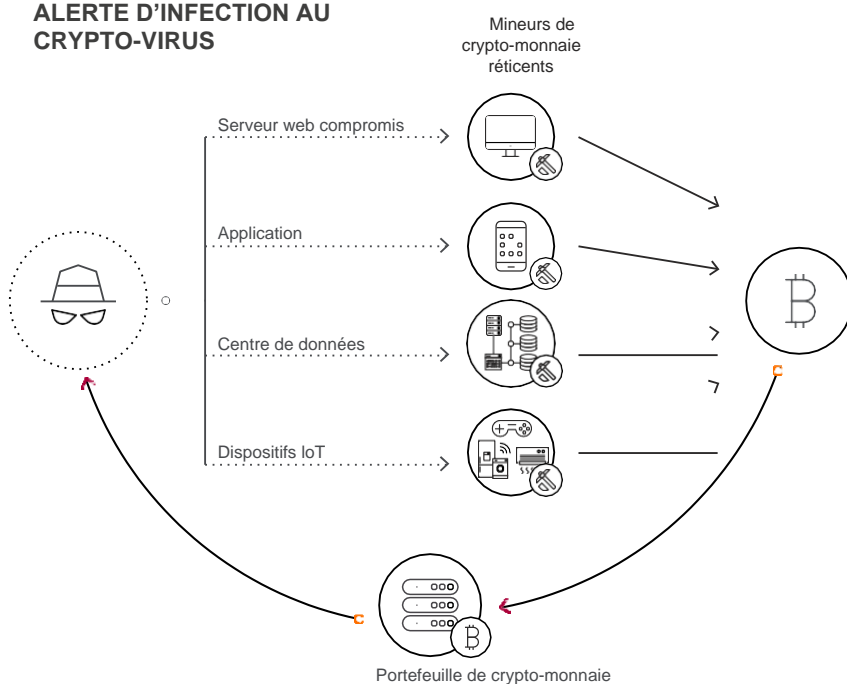 ALERTE D'INFECTION AU
CRYPTO-VIRUS
Mineurs de
crypto-monnaie
réticents
Serveur web compromis
Application
Centre de données
Dispositifs IoT
C
C
Portefeuille de crypto-monnaie